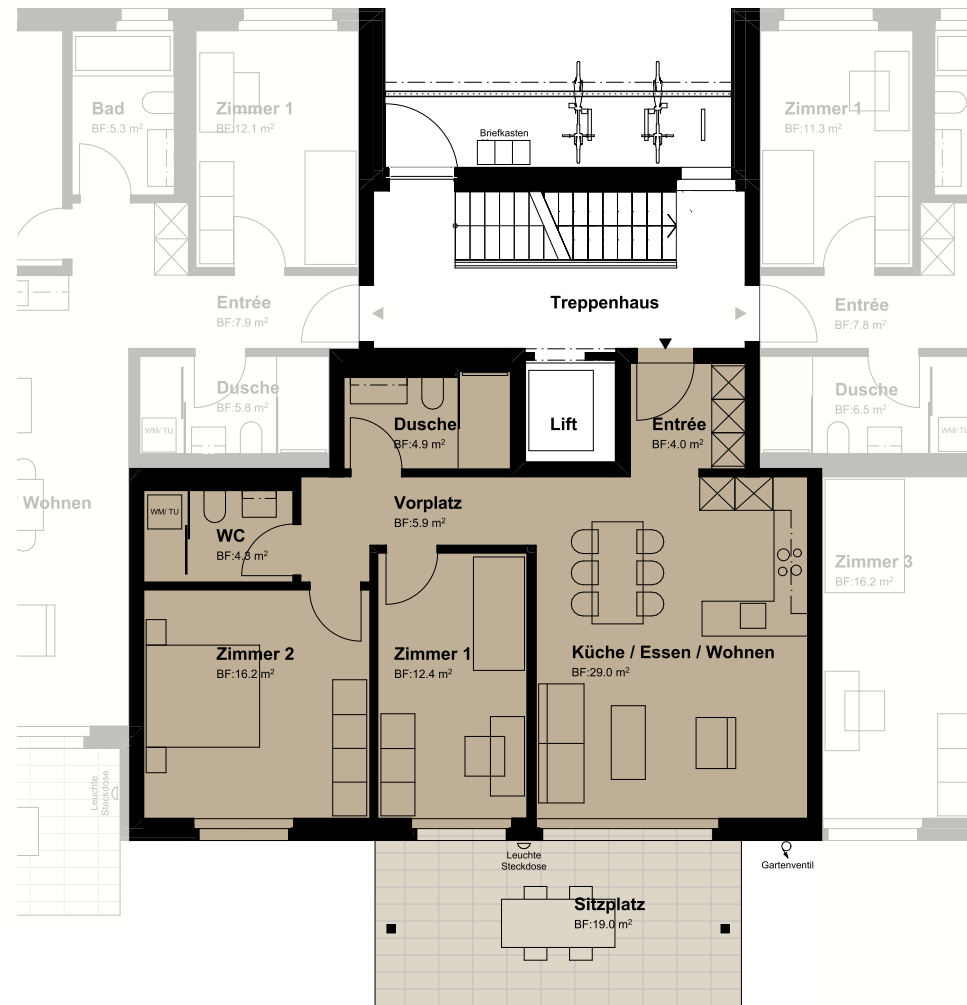 Bad
BF:5.3 m²
Zimmer 1
BF:12.1 m²
Briefkasten
Zimmer 1
BF:11.3 m²
Treppenhaus
Entrée
BF:7.9 m²
Entrée
BF:7.8 m²
Dusche
BF:5.8 m²
WM/ TU
Dusche
BF:4.9 m²
Lift
Entrée
BF:4.0 m²
Dusche
BF:6.5 m²
WM/ TU
Wohnen
WM/ TU
WC
BF:4.3 m²
Vorplatz
BF:5.9 m²
Zimmer 3
BF:16.2 m²
Zimmer 2
BF:16.2 m²
Zimmer 1
BF:12.4 m²
Küche / Essen / Wohnen
BF:29.0 m²
Leuchte
Steckdose
Leuchte
Steckdose
Gartenventil
Sitzplatz
BF:19.0 m²